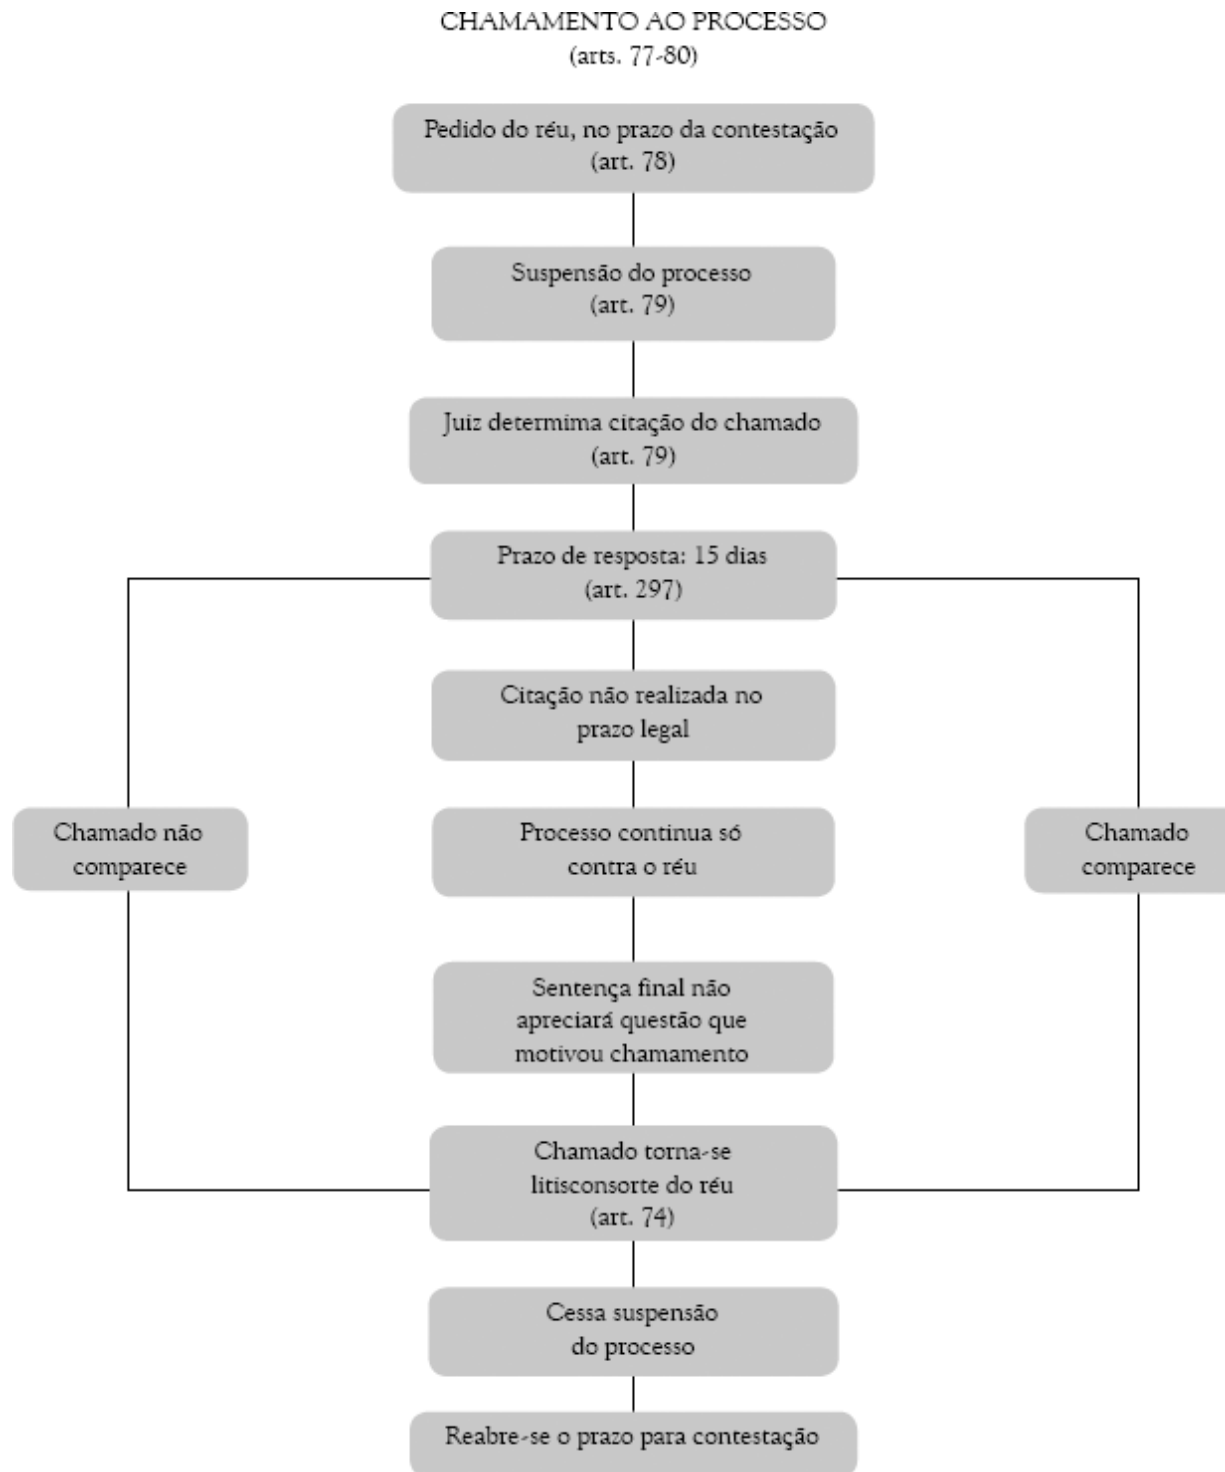 CHAMAMENTO AO PROCESSO
(arts. 77-80)
Pedido do réu, no prazo da contestação
(art. 78)
Suspensão do processo
(art. 79)
Juiz determima citação do chamado
(art. 79)
Prazo de resposta: 15 dias
(art. 297)
Citação não realizada no
prazo legal
Chamado não
comparece
Processo continua só
contra o réu
Chamado
comparece
Sentença final não
apreciará questão que
motivou chamamento
Chamado torna-se
litisconsorte do réu
(art. 74)
Cessa suspensão
do processo
Reabre-se o prazo para contestação